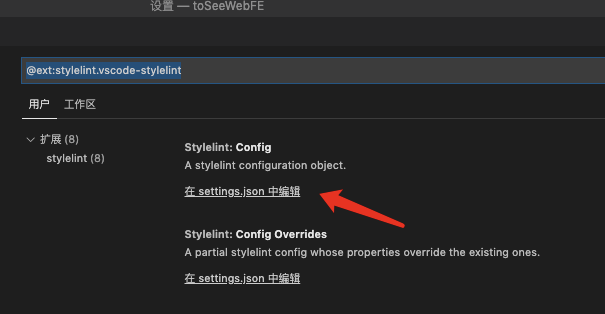 设置 — toSeeWebFE
@ext:stylelint.vscode-stylelint
用户 工作区
扩展 (8)
stylelint (8)
Stylelint: Config
A stylelint configuration object.
在 settings.json 中编辑
Stylelint: Config Overrides
A partial stylelint config whose properties override the existing ones.
在 settings.json 中编辑